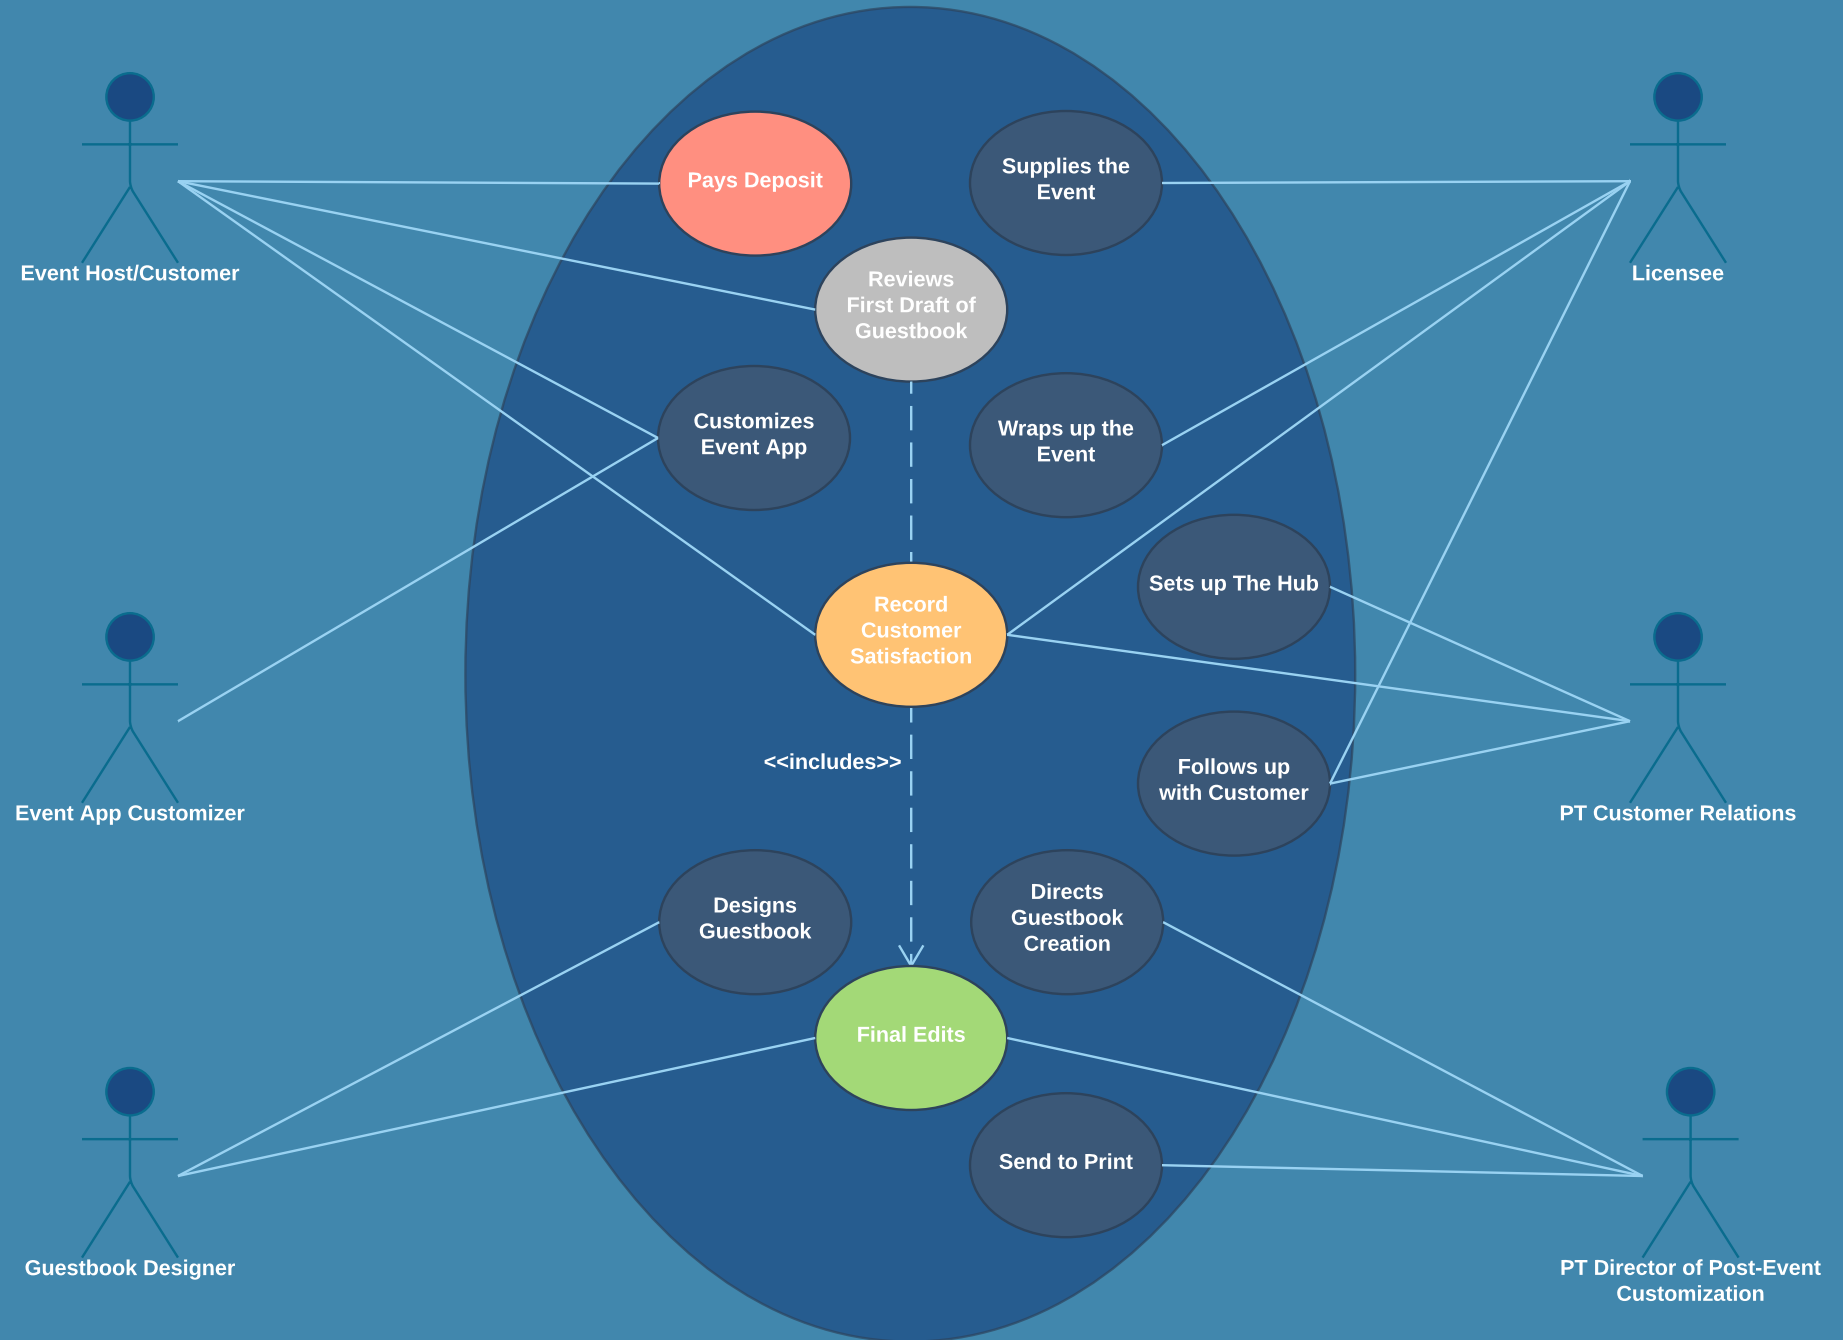 Pays Deposit
Supplies the
Event
Event Host/Customer
Licensee
Reviews
First Draft of
Guestbook
Customizes
Event App
Wraps up the
Event
Sets up The Hub
Record
Customer
Satisfaction
<<includes>>
Follows up
with Customer
Event App Customizer
PT Customer Relations
Designs
Guestbook
Directs
Guestbook
Creation
Final Edits
Send to Print
Guestbook Designer
PT Director of Post-Event
Customization